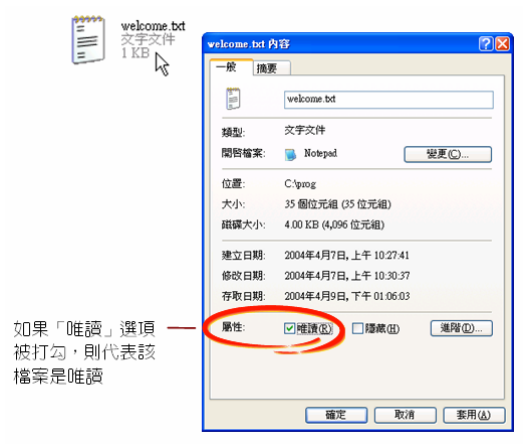 welcome.txt
文字文件
1 KB
welcome.txt 內容
一般 摘要
welcome.txt
類型: 文字文件
開啓檔案: Notepad 變更(C)...
位置: C:\prog
大小: 35 個位元組 (35 位元組)
磁碟大小: 4.00 KB (4,096 位元組)
建立日期: 2004年4月7日, 上午 10:27:41
修改日期: 2004年4月7日, 上午 10:30:37
存取日期: 2004年4月9日, 下午 01:06:03
屬性: 唯讀(R) 隱藏(H) 進階(D)...
如果「唯讀」選項
被打勾，則代表該
檔案是唯讀
確定 取消 套用(A)